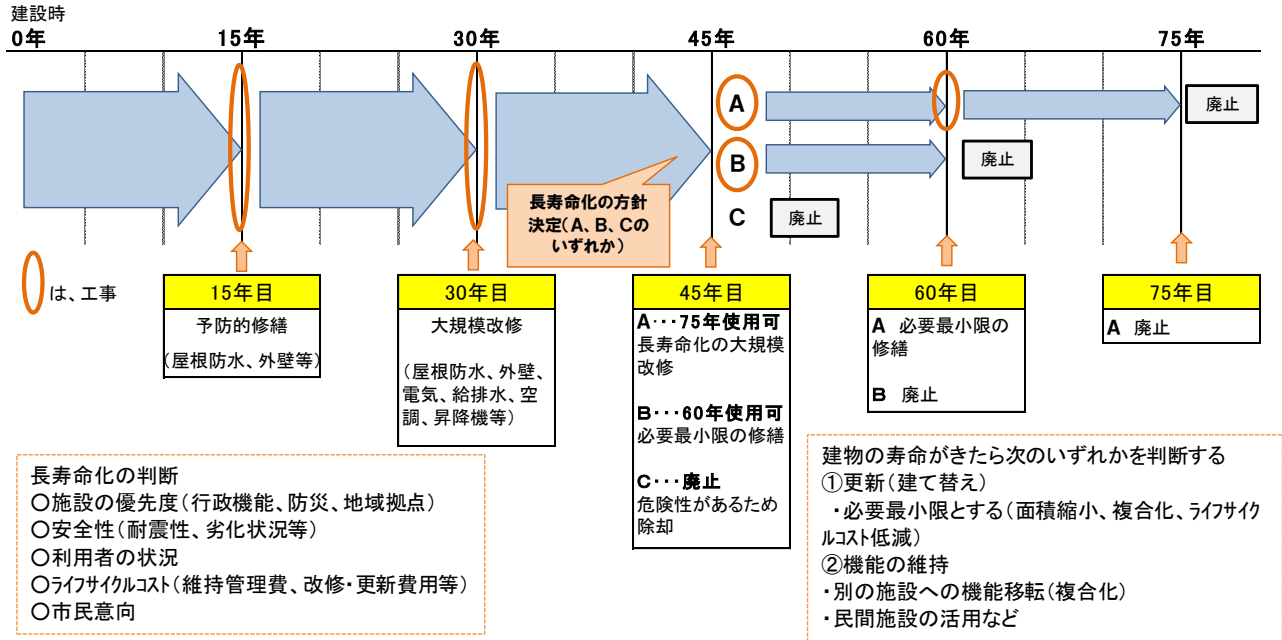 建設時
0年
15年
30年
45年
60年
75年
A
廃止
B
廃止
C
廃止
長寿命化の方針
決定(A、B、Cの
いずれか)
は、工事
15年目
予防的修繕
(屋根防水、外壁等)
30年目
大規模改修
(屋根防水、外壁、
電気、給排水、空
調、昇降機等)
45年目
A・・・75年使用可
長寿命化の大規模
改修
B・・・60年使用可
必要最小限の修繕
C・・・廃止
危険性があるため
除却
60年目
A 必要最小限の
修繕
B 廃止
75年目
A 廃止
長寿命化の判断
○施設の優先度(行政機能、防災、地域拠点)
○安全性(耐震性、劣化状況等)
○利用者の状況
○ライフサイクルコスト(維持管理費、改修・更新費用等)
○市民意向
建物の寿命がきたら次のいずれかを判断する
①更新(建て替え)
・必要最小限とする(面積縮小、複合化、ライフサイク
ルコスト低減)
②機能の維持
・別の施設への機能移転(複合化)
・民間施設の活用など